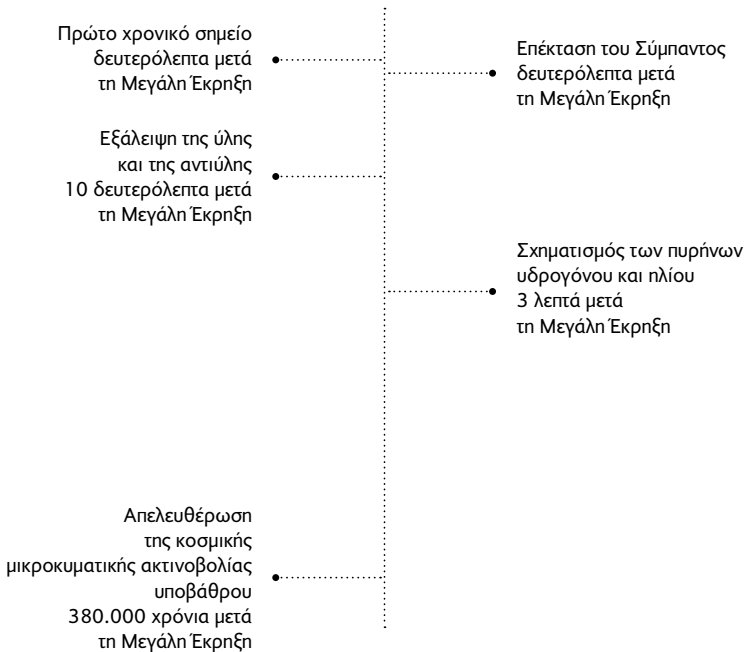 Πρώτο χρονικό σημείο
δευτερόλεπτα μετά
τη Μεγάλη Έκρηξη
Επέκταση του Σύμπαντος
δευτερόλεπτα μετά
τη Μεγάλη Έκρηξη
Εξάλειψη της ύλης
και της αντιύλης
10 δευτερόλεπτα μετά
τη Μεγάλη Έκρηξη
Σχηματισμός των πυρήνων
υδρογόνου και ηλίου
3 λεπτά μετά
τη Μεγάλη Έκρηξη
Απελευθέρωση
της κοσμικής
μικροκυματικής ακτινοβολίας
υποβάθρου
380.000 χρόνια μετά
τη Μεγάλη Έκρηξη